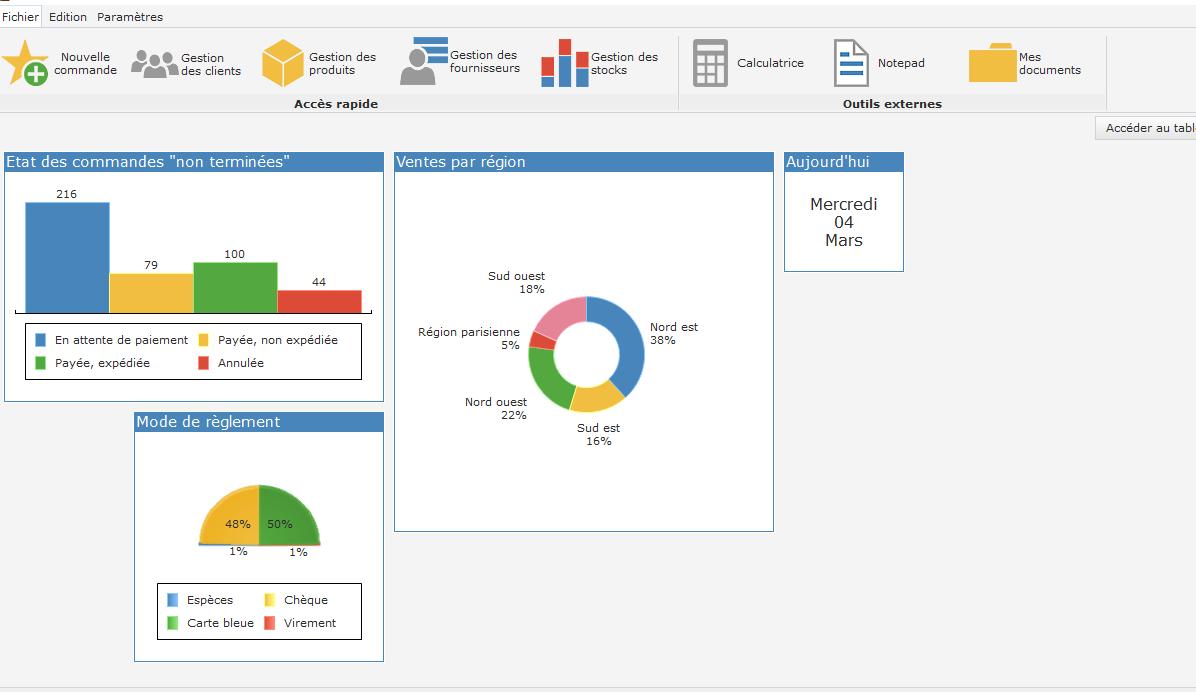 Fichier Edition Paramètres
Nouvelle
commande
Gestion
des clients
Gestion des
produits
Gestion des
fournisseurs
Gestion des
stocks
Calculatrice
Notepad
Mes
documents
Accès rapide
Outils externes
Accéder au tabl
Etat des commandes "non terminées"
216
79
100
44
En attente de paiement
Payée, non expédiée
Payée, expédiée
Annulée
Ventes par région
Sud ouest
18%
Région parisienne
5%
Nord est
38%
Nord ouest
22%
Sud est
16%
Aujourd'hui
Mercredi
04
Mars
Mode de règlement
48%
50%
1%
1%
Espèces
Chèque
Carte bleue
Virement